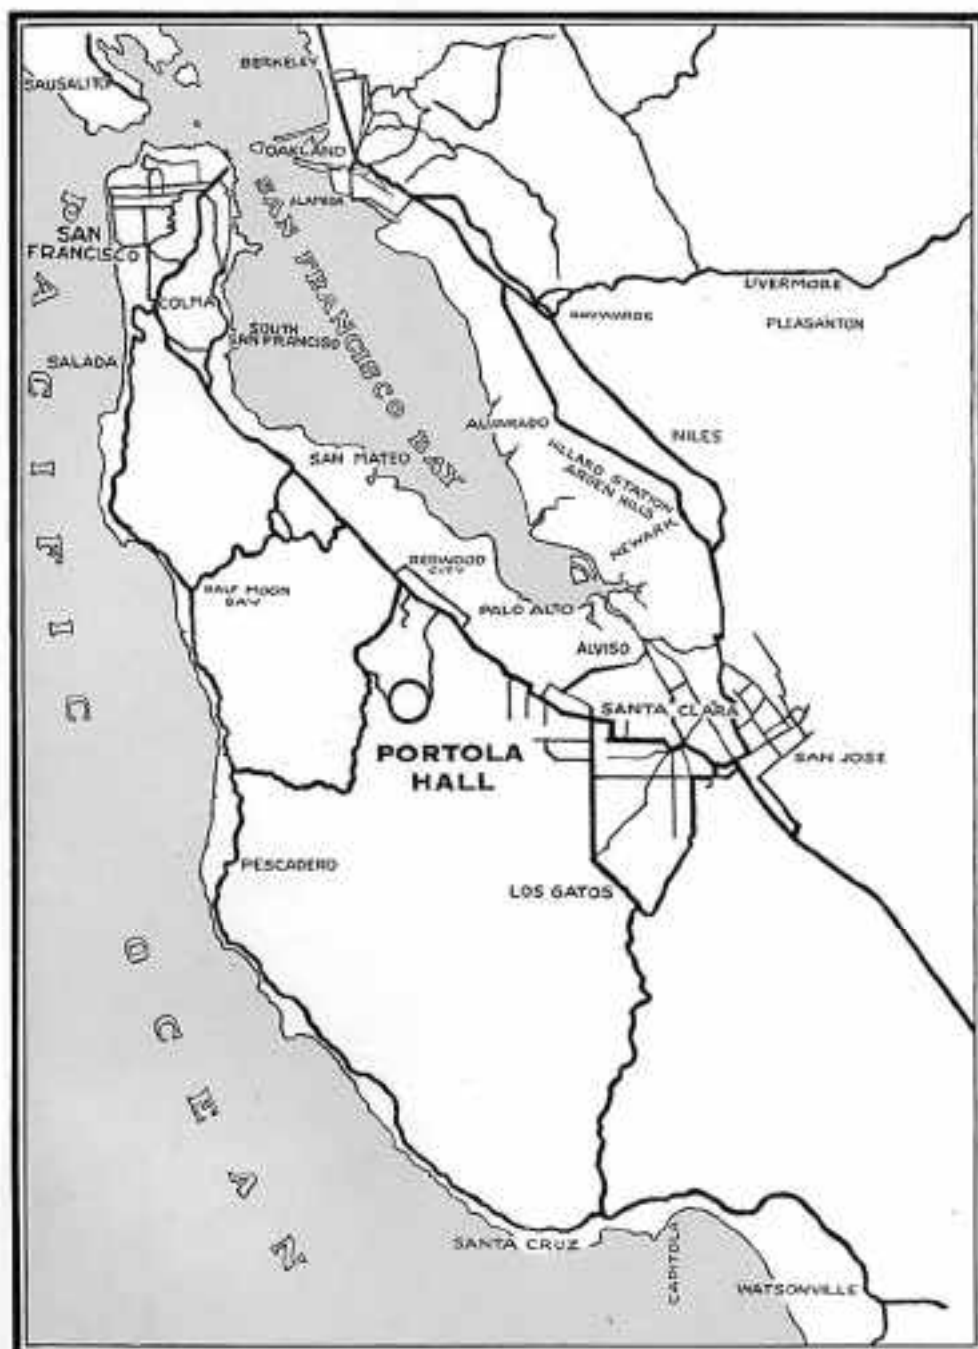 BERKELEY
SAUSALITO
OAKLAND
ALAMEDA
SAN
FRANCISCO
SAN FRANCISCO BAY
PACIFIC
OCEAN
COLMA
SOUTH
SAN FRANCISCO
SALADA
LIVERMORE
HAYWARDS
PLEASANTON
ALVARADO
NILES
SAN MATEO
HILLARD STATION
ARDEN HILLS
NEWARK
REDWOOD
CITY
HALF MOON
BAY
PALO ALTO
ALVISO
SANTA CLARA
PORTOLA
HALL
SAN JOSE
PESCADERO
LOS GATOS
SANTA CRUZ
CAPITOLA
WATSONVILLE